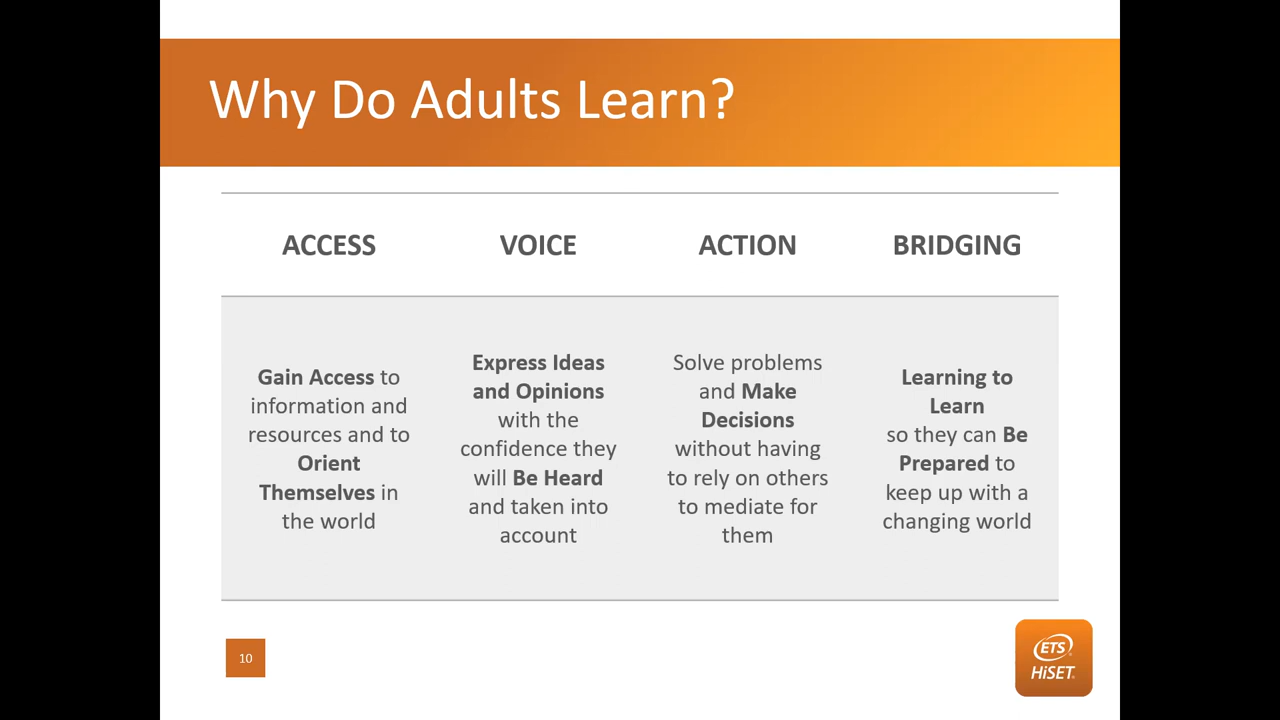 Why Do Adults Learn?
ACCESS
VOICE
ACTION
BRIDGING
Gain Access to
information and
resources and to
Orient
Themselves in
the world
Express Ideas
and Opinions
with the
confidence they
will Be Heard
and taken into
account
Solve problems
and Make
Decisions
without having
to rely on others
to mediate for
them
Learning to
Learn
so they can Be
Prepared to
keep up with a
changing world
10
ETS®
HiSET®